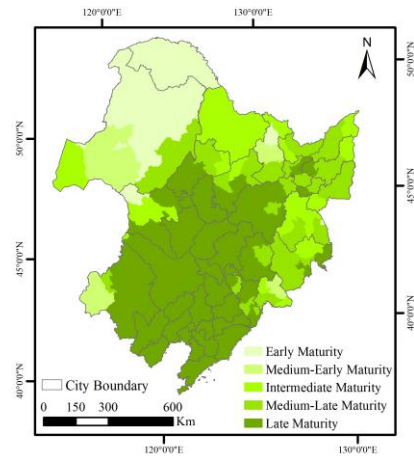 120°0'0"E 130°0'0"E
N
50°0'0"N
50°0'0"N
45°0'0"N
45°0'0"N
40°0'0"N
40°0'0"N
Early Maturity
Medium-Early Maturity
City Boundary
Intermediate Maturity
0 150 300 600
Medium-Late Maturity
Km
Late Maturity
120°0'0"E 130°0'0"E